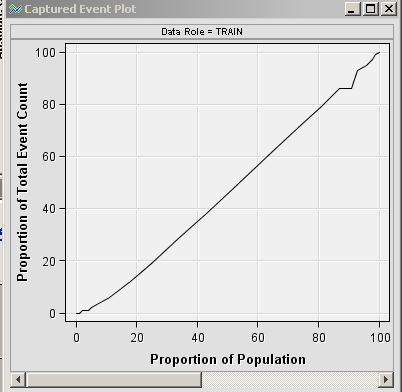 Captured Event Plot
Data Role = TRAIN
Proportion of Total Event Count
100
80
60
40
20
0
0 20 40 60 80 100
Proportion of Population